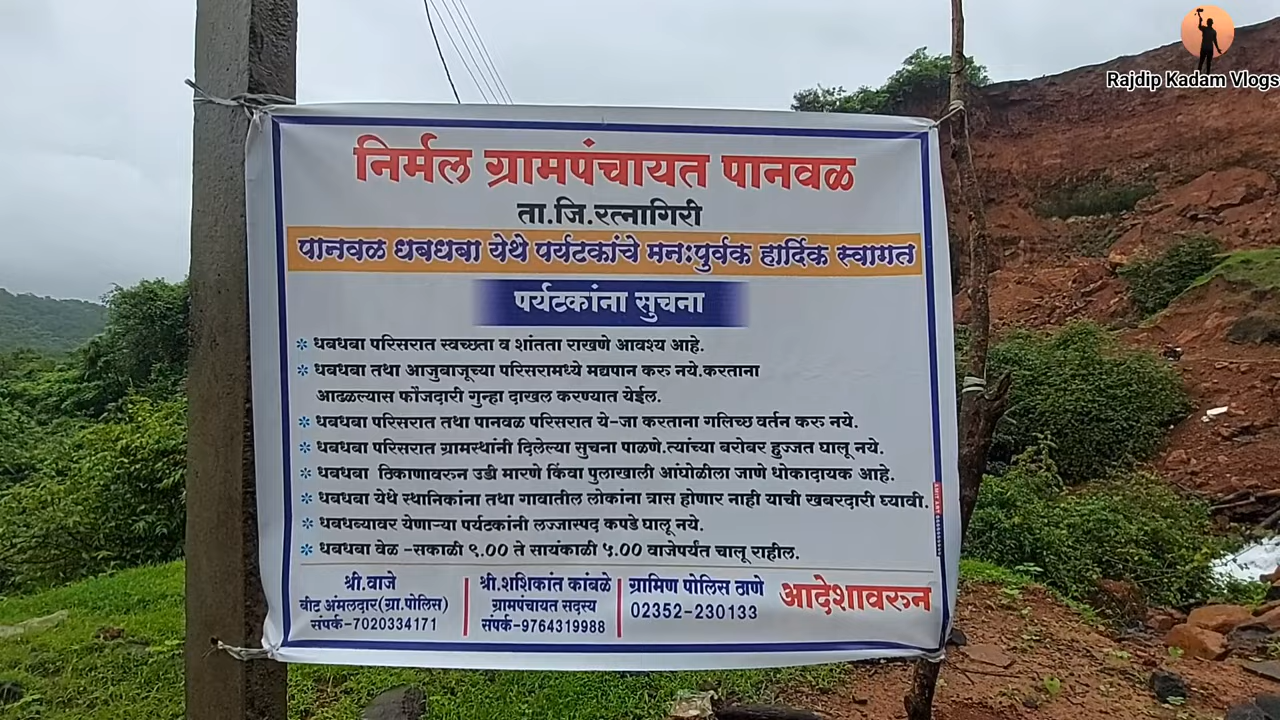 Rajdip Kadam Vlogs
निर्मल ग्रामपंचायत पानवळ
ता.जि.रत्नागिरी
पानवळ धबधबा येथे पर्यटकांचे मनःपुर्वक हार्दिक स्वागत
पर्यटकांना सुचना
* धबधबा परिसरात स्वच्छता व शांतता राखणे आवश्य आहे.
* धबधबा तथा आजुबाजूच्या परिसरामध्ये मद्यपान करु नये.करताना
आढळल्यास फौजदारी गुन्हा दाखल करण्यात येईल.
* धबधबा परिसरात तथा पानवळ परिसरात ये-जा करताना गलिच्छ वर्तन करु नये.
* धबधबा परिसरात ग्रामस्थांनी दिलेल्या सुचना पाळणे.त्यांच्या बरोबर हुज्जत घालू नये.
* धबधबा ठिकाणावरुन उडी मारणे किंवा पुलाखाली आंघोळीला जाणे धोकादायक आहे.
* धबधबा येथे स्थानिकांना तथा गावातील लोकांना त्रास होणार नाही याची खबरदारी घ्यावी.
* धबधब्यावर येणाऱ्या पर्यटकांनी लज्जास्पद कपडे घालू नये.
* धबधबा वेळ -सकाळी ९.00 ते सायंकाळी ५.00 वाजेपर्यंत चालू राहील.
श्री.वाजे
बीट अंमलदार(ग्रा.पोलिस)
संपर्क-7020334171
श्री.शशिकांत कांबळे
ग्रामपंचायत सदस्य
संपर्क-9764319988
ग्रामिण पोलिस ठाणे
02352-230133
आदेशावरुन